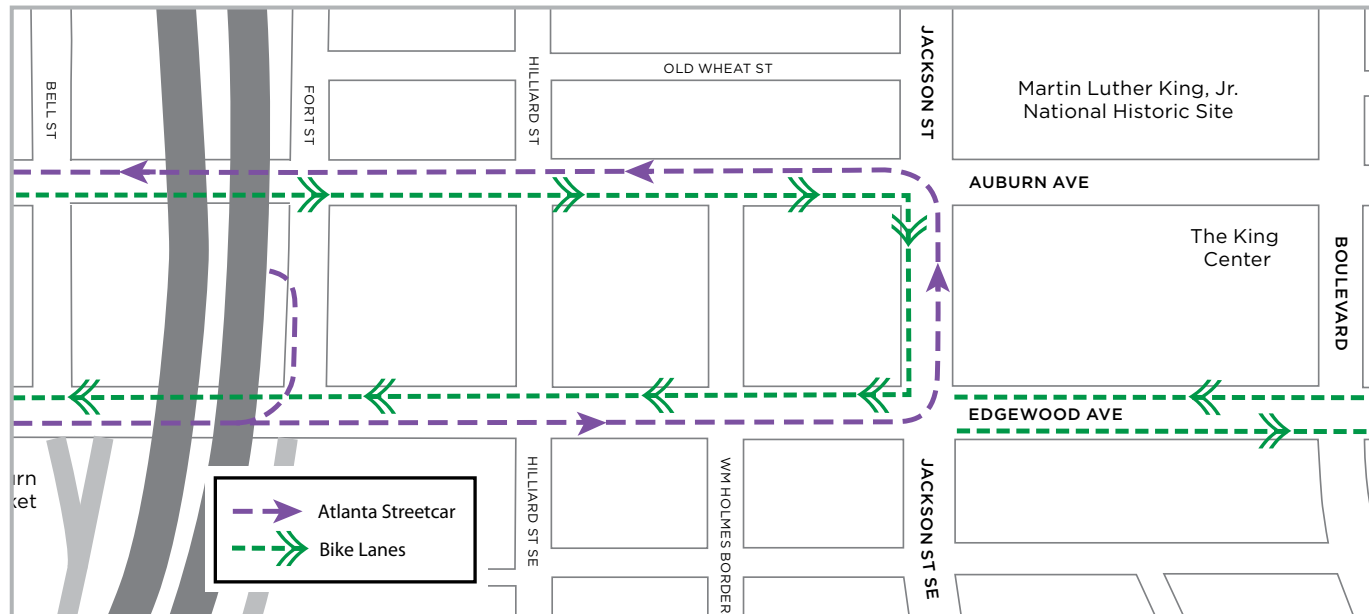 BELL ST
FORT ST
HILLIARD ST
OLD WHEAT ST
JACKSON ST
Martin Luther King, Jr.
National Historic Site
AUBURN AVE
The King
Center
BOULEVARD
EDGEWOOD AVE
urn
ket
HILLIARD ST SE
WM HOLMES BORDER
JACKSON ST SE
Atlanta Streetcar
Bike Lanes